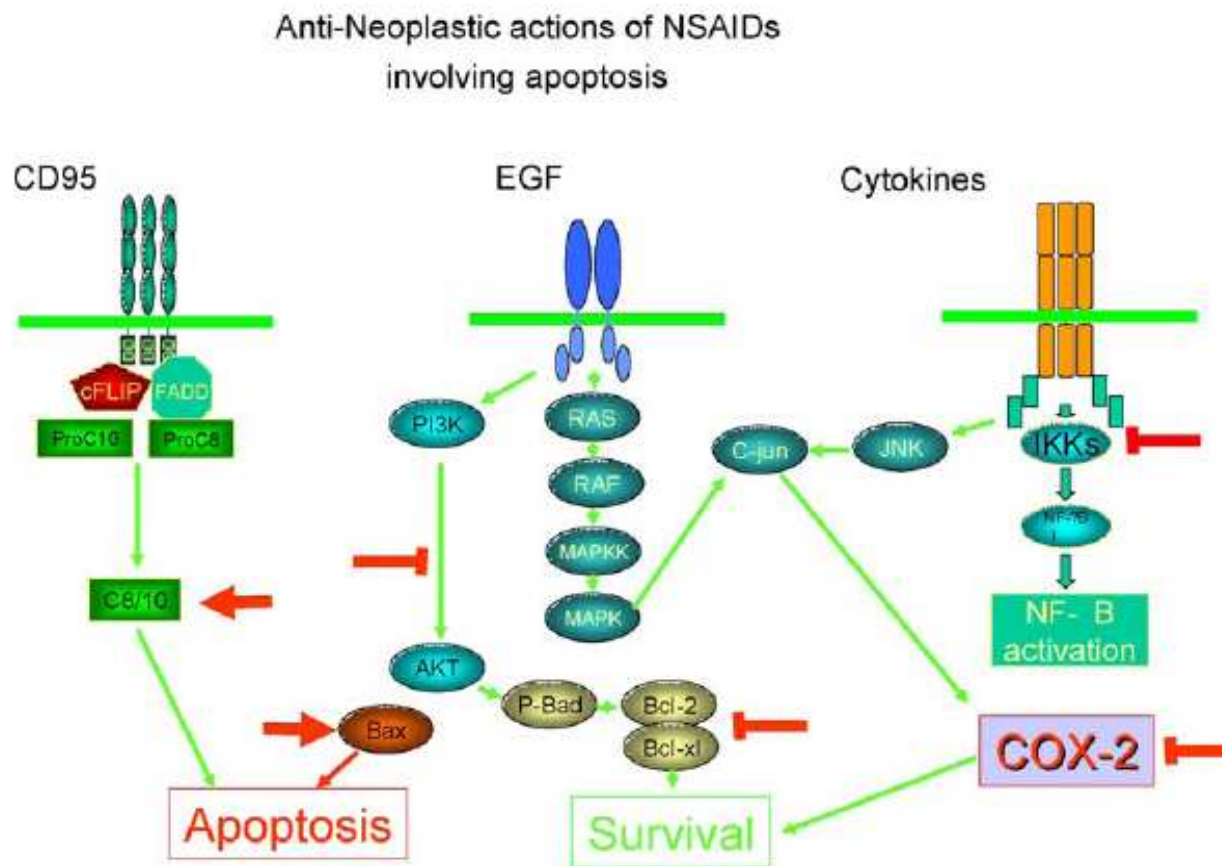 Anti-Neoplastic actions of NSAIDs
involving apoptosis
CD95
EGF
Cytokines
cFLIP
FADD
ProC10
ProC8
PI3K
RAS
C-jun
JNK
IKKs
RAF
MAPKK
C8/10
MAPK
NF- B
activation
AKT
P-Bad
Bcl-2
Bax
Bcl-xl
COX-2
Apoptosis
Survival